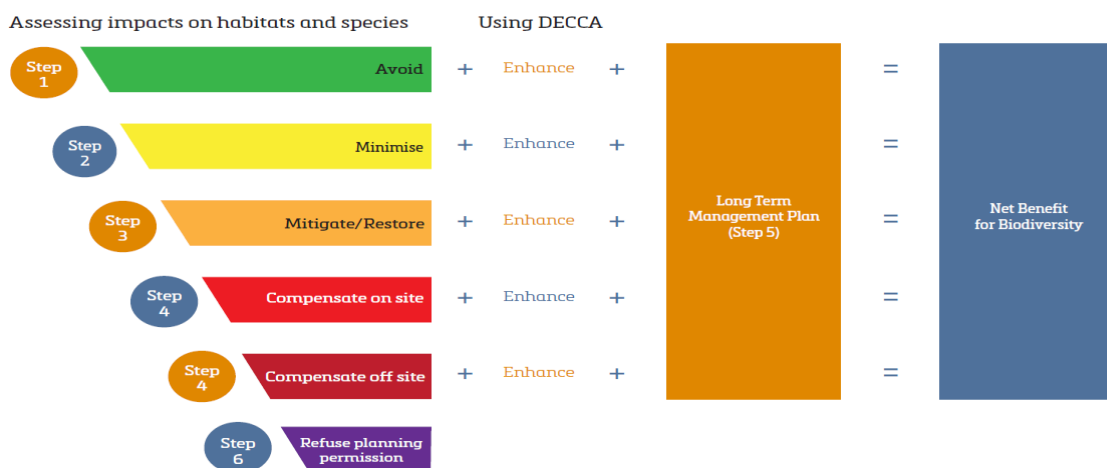 Assessing impacts on habitats and species Using DECCA
Step
1
Avoid + Enhance + =
Step
2
Minimise + Enhance + =
Step
3
Mitigate/Restore + Enhance + =
Long Term
Management Plan
(Step 5)
Net Benefit
for Biodiversity
Step
4
Compensate on site + Enhance + =
Step
4
Compensate off site + Enhance + =
Step
6
Refuse planning
permission